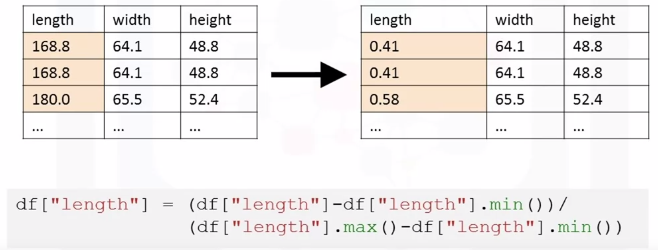 length width height length width height
168.8 64.1 48.8 0.41 64.1 48.8
168.8 64.1 48.8 0.41 64.1 48.8
180.0 65.5 52.4 0.58 65.5 52.4
... ... ... ... ... ...
df["length"] = (df["length"]-df["length"].min())/
(df["length"].max()-df["length"].min())